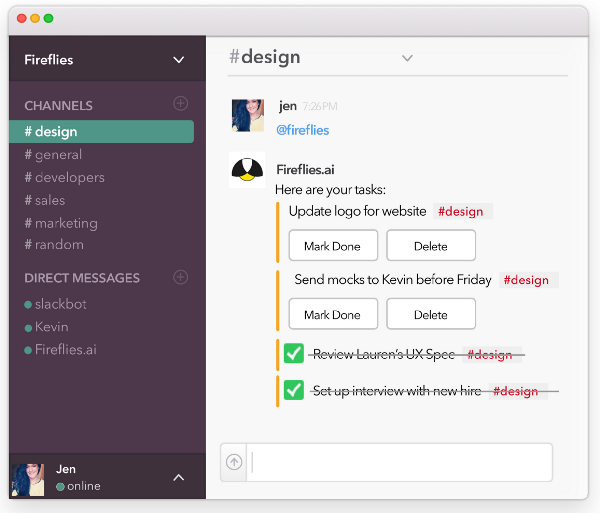 Fireflies
CHANNELS
# design
# general
# developers
# sales
# marketing
# random
DIRECT MESSAGES
slackbot
Kevin
Fireflies.ai
Jen
online
#design
jen 7:26PM
@fireflies
Fireflies.ai
Here are your tasks:
Update logo for website #design
Mark Done Delete
Send mocks to Kevin before Friday #design
Mark Done Delete
Review Lauren's UX Spec #design
Set up interview with new hire #design